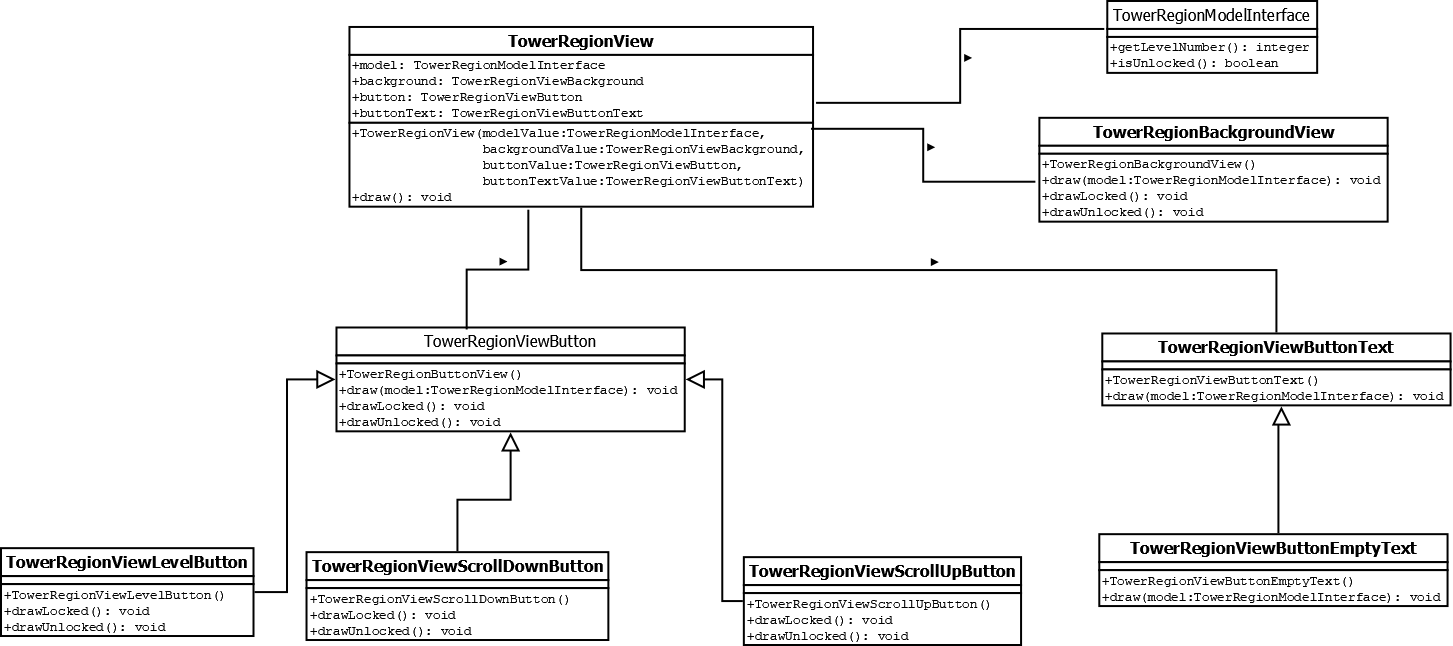 TowerRegionView
+model: TowerRegionModelInterface
+background: TowerRegionViewBackground
+button: TowerRegionViewButton
+buttonText: TowerRegionViewButtonText
+TowerRegionView(modelValue:TowerRegionModelInterface,
backgroundValue:TowerRegionViewBackground,
buttonValue:TowerRegionViewButton,
buttonTextValue:TowerRegionViewButtonText)
+draw(): void
TowerRegionModelInterface
+getLevelNumber(): integer
+isUnlocked(): boolean
TowerRegionBackgroundView
+TowerRegionBackgroundView()
+draw(model:TowerRegionModelInterface): void
+drawLocked(): void
+drawUnlocked(): void
TowerRegionViewButton
+TowerRegionButtonView()
+draw(model:TowerRegionModelInterface): void
+drawLocked(): void
+drawUnlocked(): void
TowerRegionViewButtonText
+TowerRegionViewButtonText()
+draw(model:TowerRegionModelInterface): void
TowerRegionViewLevelButton
+TowerRegionViewLevelButton()
+drawLocked(): void
+drawUnlocked(): void
TowerRegionViewScrollDownButton
+TowerRegionViewScrollDownButton()
+drawLocked(): void
+drawUnlocked(): void
TowerRegionViewScrollUpButton
+TowerRegionViewScrollUpButton()
+drawLocked(): void
+drawUnlocked(): void
TowerRegionViewButtonEmptyText
+TowerRegionViewButtonEmptyText()
+draw(model:TowerRegionModelInterface): void